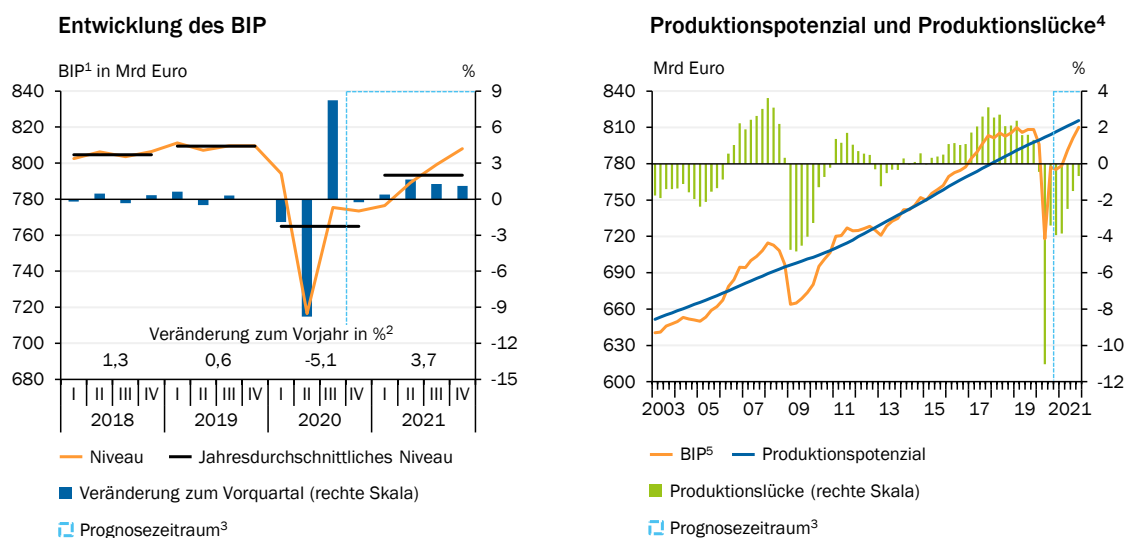 Entwicklung des BIP
BIP¹ in Mrd Euro %
840 9
820 6
800 3
780 0
760 -3
740 -6
720 -9
Veränderung zum Vorjahr in %²
700 -12
1,3 0,6 -5,1 3,7
680 -15
I II III IV I II III IV I II III IV I II III IV
2018 2019 2020 2021
Niveau Jahresdurchschnittliches Niveau
Veränderung zum Vorquartal (rechte Skala)
Prognosezeitraum³
Produktionspotenzial und Produktionslücke⁴
Mrd Euro %
840 4
810 2
780 0
750 -2
720 -4
690 -6
660 -8
630 -10
600 -12
2003 05 07 09 11 13 15 17 19 2021
BIP⁵ Produktionspotenzial
Produktionslücke (rechte Skala)
Prognosezeitraum³